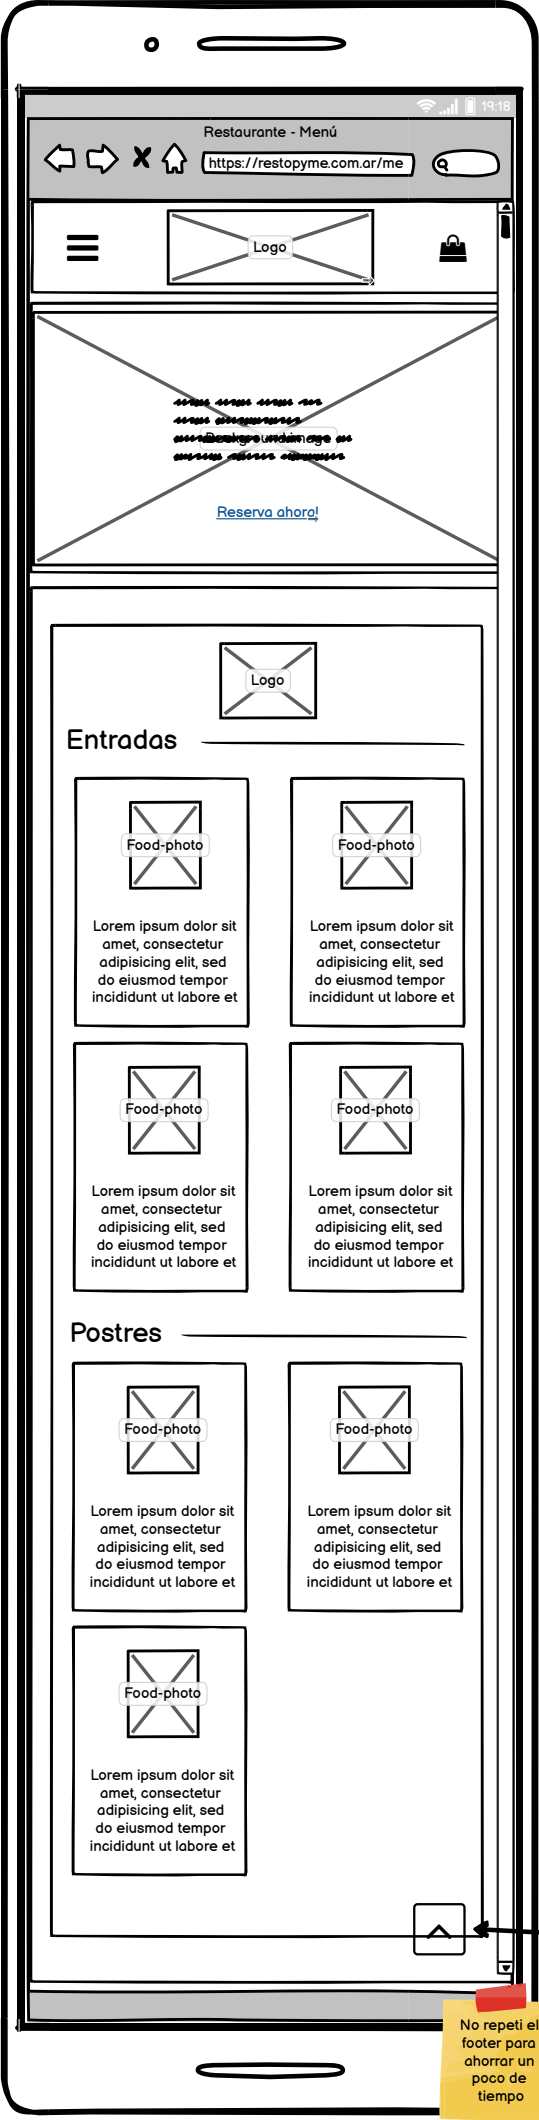 19:18
Restaurante - Menú
https://restopyme.com.ar/me
Logo
Background image
Reserva ahora!
Logo
Entradas
Food-photo
Lorem ipsum dolor sit
amet, consectetur
adipisicing elit, sed
do eiusmod tempor
incididunt ut labore et
Food-photo
Lorem ipsum dolor sit
amet, consectetur
adipisicing elit, sed
do eiusmod tempor
incididunt ut labore et
Food-photo
Lorem ipsum dolor sit
amet, consectetur
adipisicing elit, sed
do eiusmod tempor
incididunt ut labore et
Food-photo
Lorem ipsum dolor sit
amet, consectetur
adipisicing elit, sed
do eiusmod tempor
incididunt ut labore et
Postres
Food-photo
Lorem ipsum dolor sit
amet, consectetur
adipisicing elit, sed
do eiusmod tempor
incididunt ut labore et
Food-photo
Lorem ipsum dolor sit
amet, consectetur
adipisicing elit, sed
do eiusmod tempor
incididunt ut labore et
Food-photo
Lorem ipsum dolor sit
amet, consectetur
adipisicing elit, sed
do eiusmod tempor
incididunt ut labore et
No repeti el
footer para
ahorrar un
poco de
tiempo